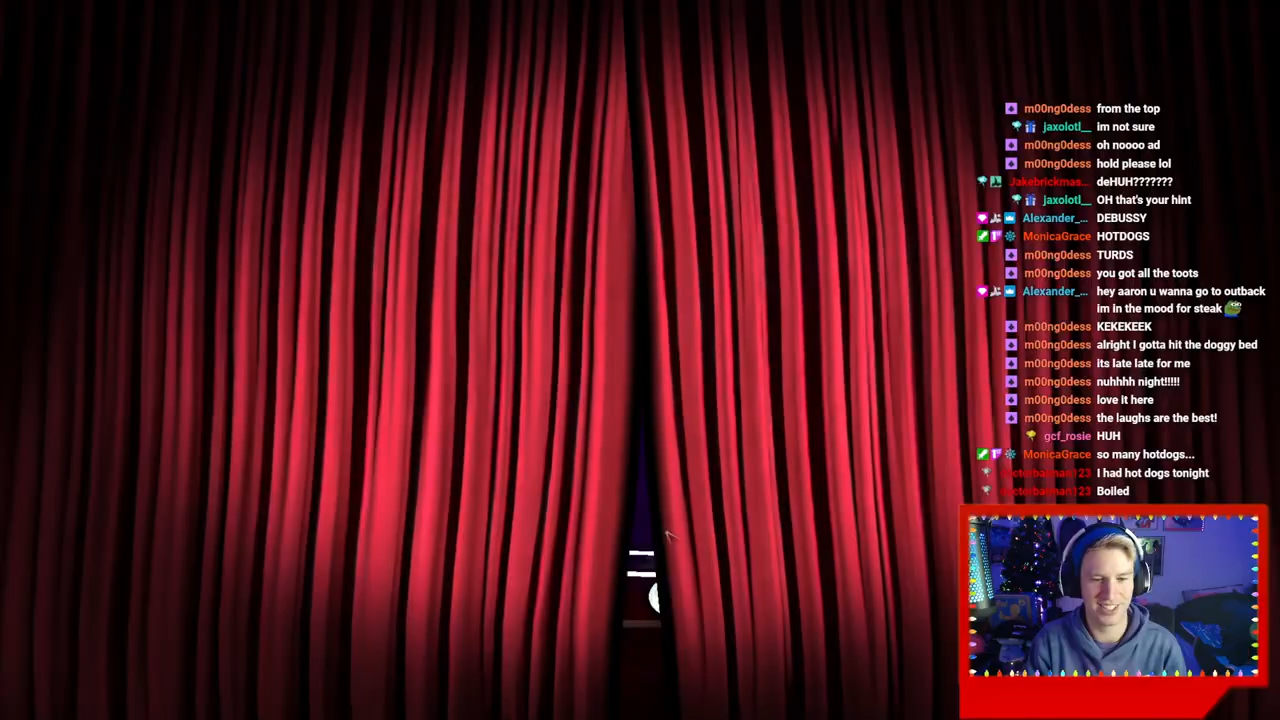 m00ng0dess from the top
jaxolotl__ im not sure
m00ng0dess oh noooo ad
m00ng0dess hold please lol
Jakebrickmas... deHUH???????
jaxolotl__ OH that's your hint
Alexander_... DEBUSSY
MonicaGrace HOTDOGS
m00ng0dess TURDS
m00ng0dess you got all the toots
Alexander_... hey aaron u wanna go to outback
im in the mood for steak
m00ng0dess KEKEKEEK
m00ng0dess alright I gotta hit the doggy bed
m00ng0dess its late late for me
m00ng0dess nuhhhh night!!!!!
m00ng0dess love it here
m00ng0dess the laughs are the best!
gcf_rosie HUH
MonicaGrace so many hotdogs...
I had hot dogs tonight
Boiled